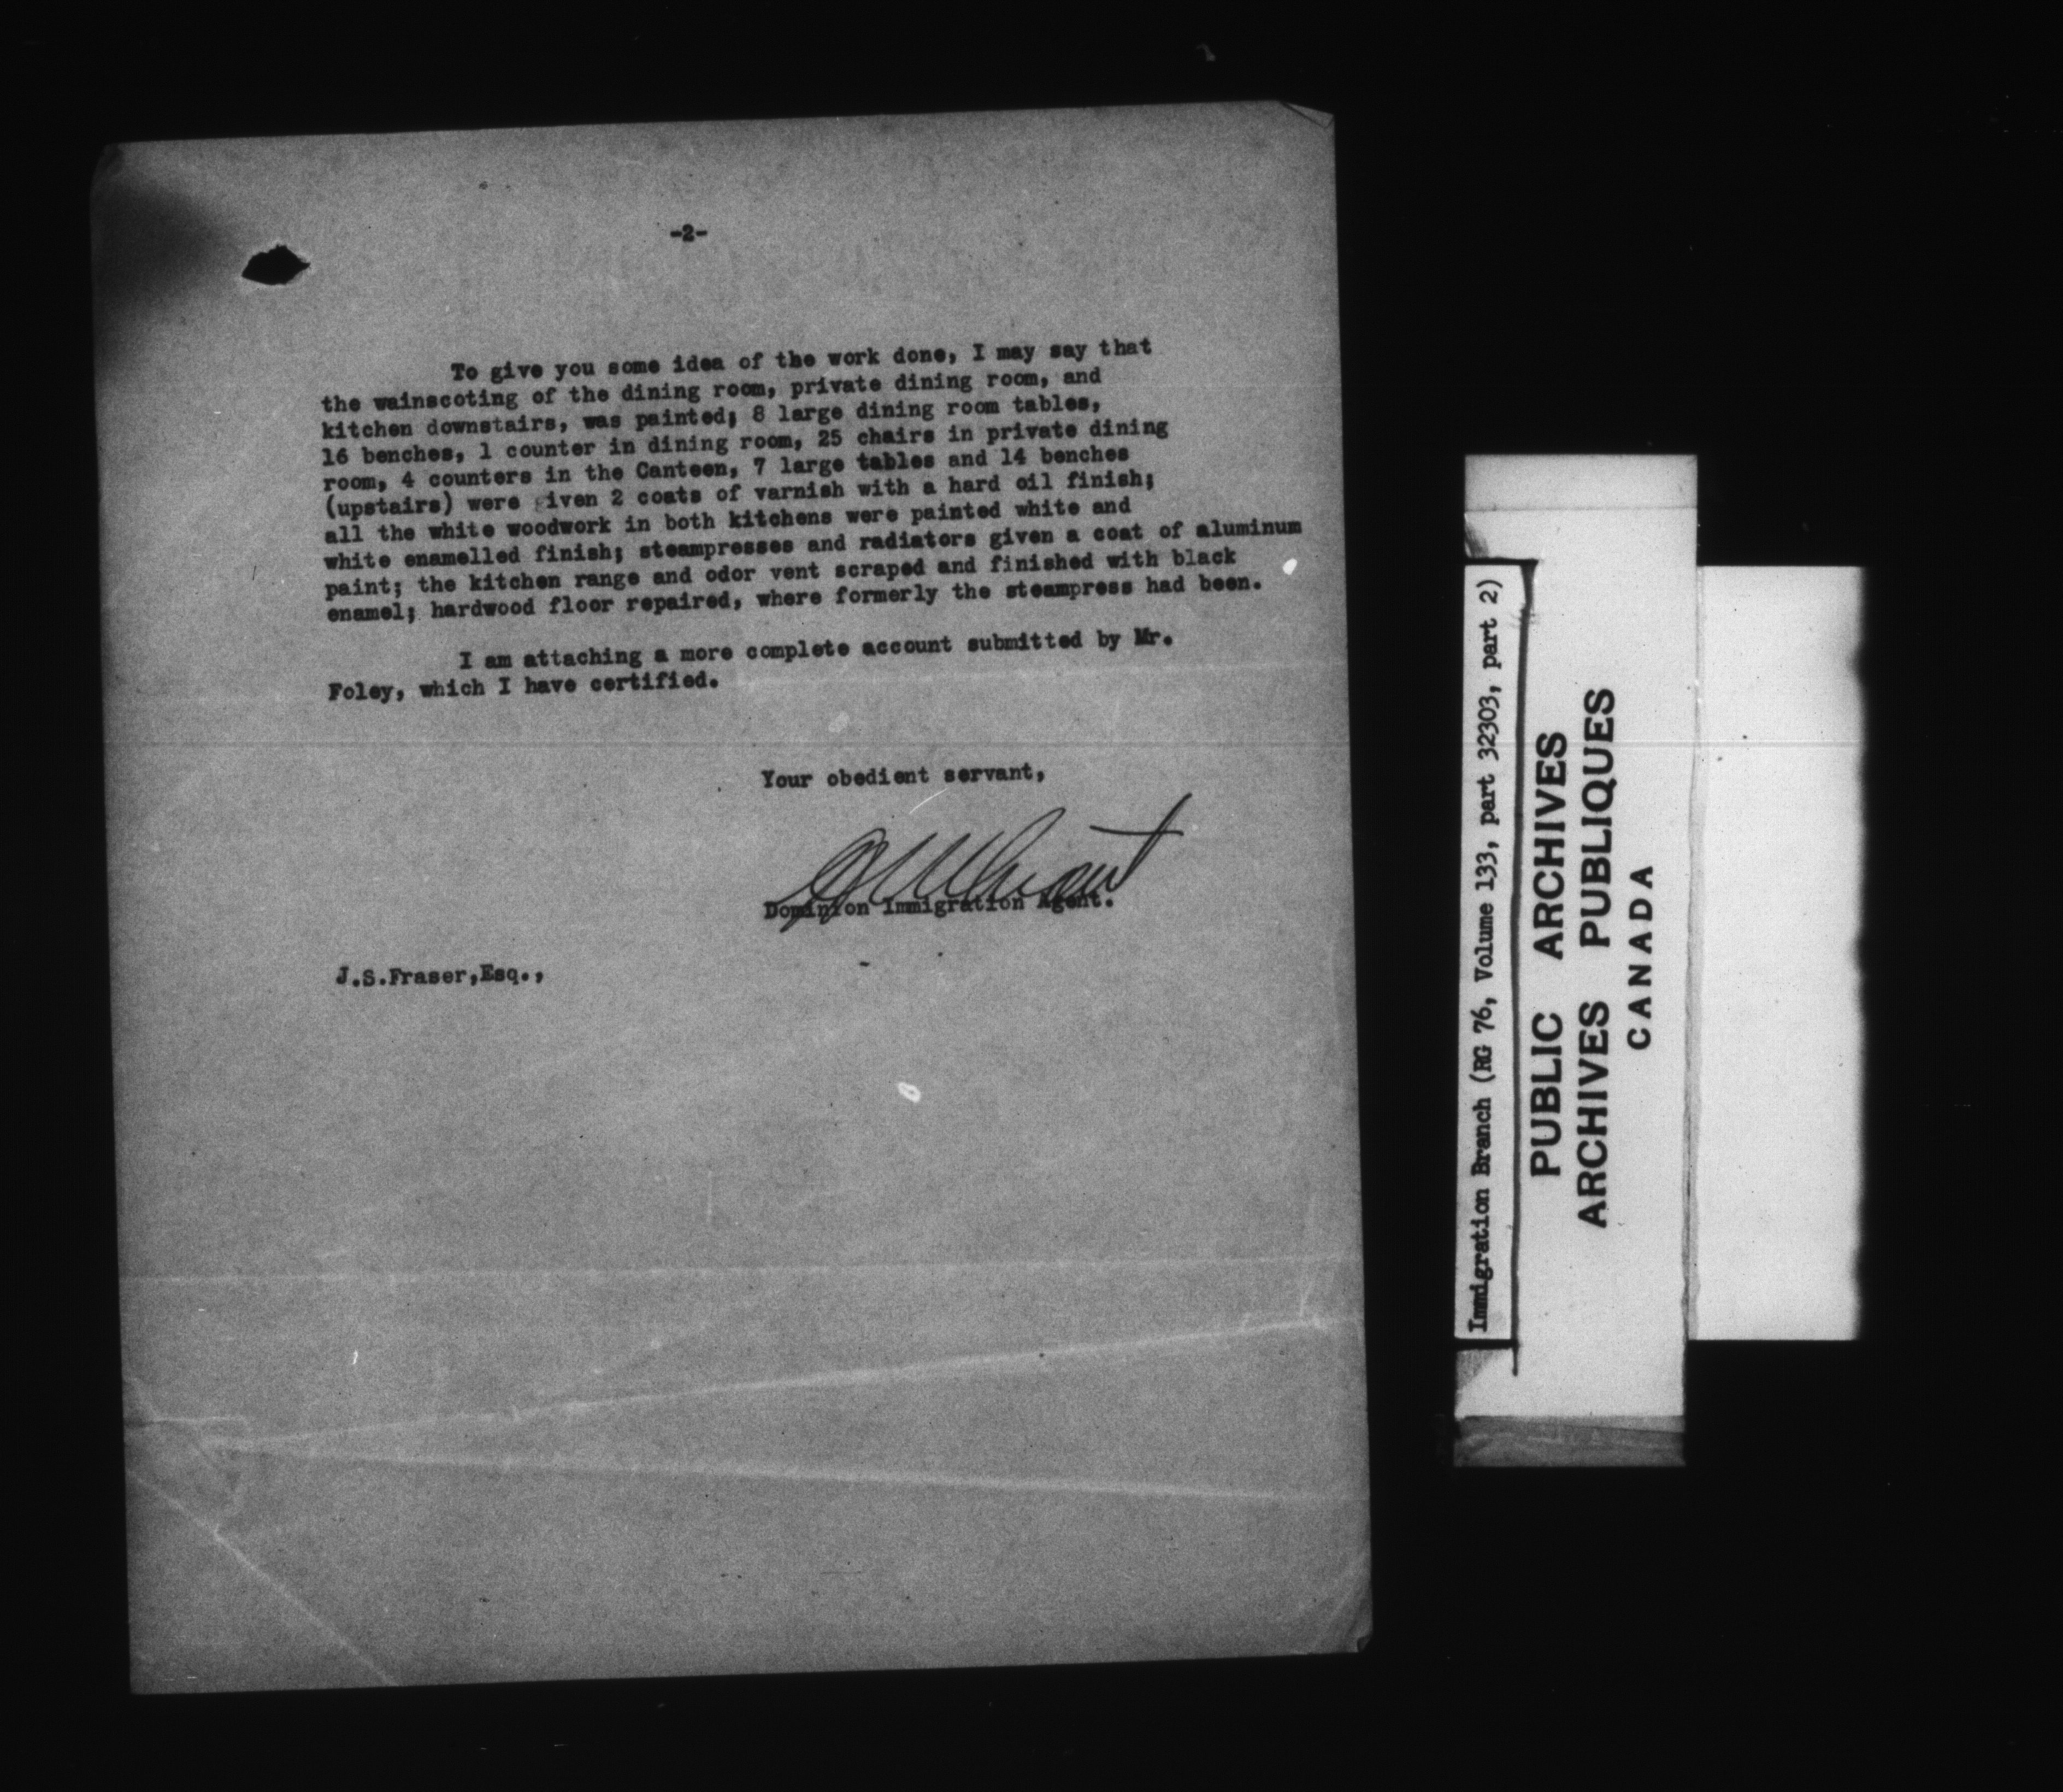 -2-
To give you some idea of the work done, I may say that
the wainscoting of the dining room, private dining room, and
kitchen downstairs, was painted; 8 large dining room tables,
16 benches, 1 counter in dining room, 25 chairs in private dining
room, 4 counters in the Canteen, 7 large tables and 14 benches
(upstairs) were given 2 coats of varnish with a hard oil finish;
all the white woodwork in both kitchens were painted white and
white enamelled finish; steampresses and radiators given a coat of aluminum
paint; the kitchen range and odor vent scraped and finished with black
enamel; hardwood floor repaired, where formerly the steampress had been.
I am attaching a more complete account submitted by Mr.
Foley, which I have certified.
Your obedient servant,
Dominion Immigration Agent.
J.S.Fraser,Esq.,
Immigration Branch (RG 76, Volume 133, part 32303, part 2)
PUBLIC ARCHIVES
ARCHIVES PUBLIQUES
CANADA